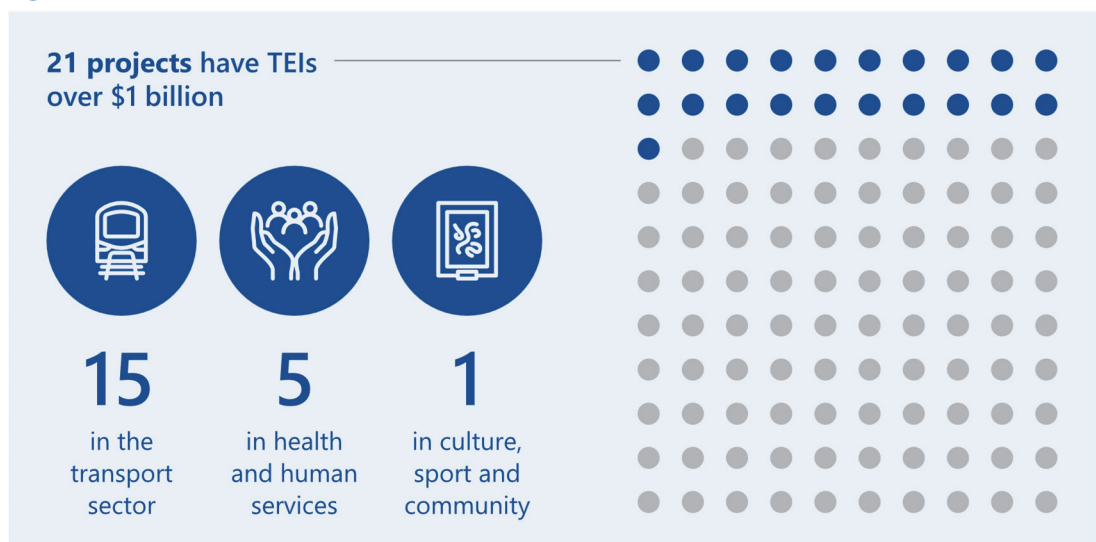 21 projects have TEIs
over $1 billion
15
in the
transport
sector
5
in health
and human
services
1
in culture,
sport and
community